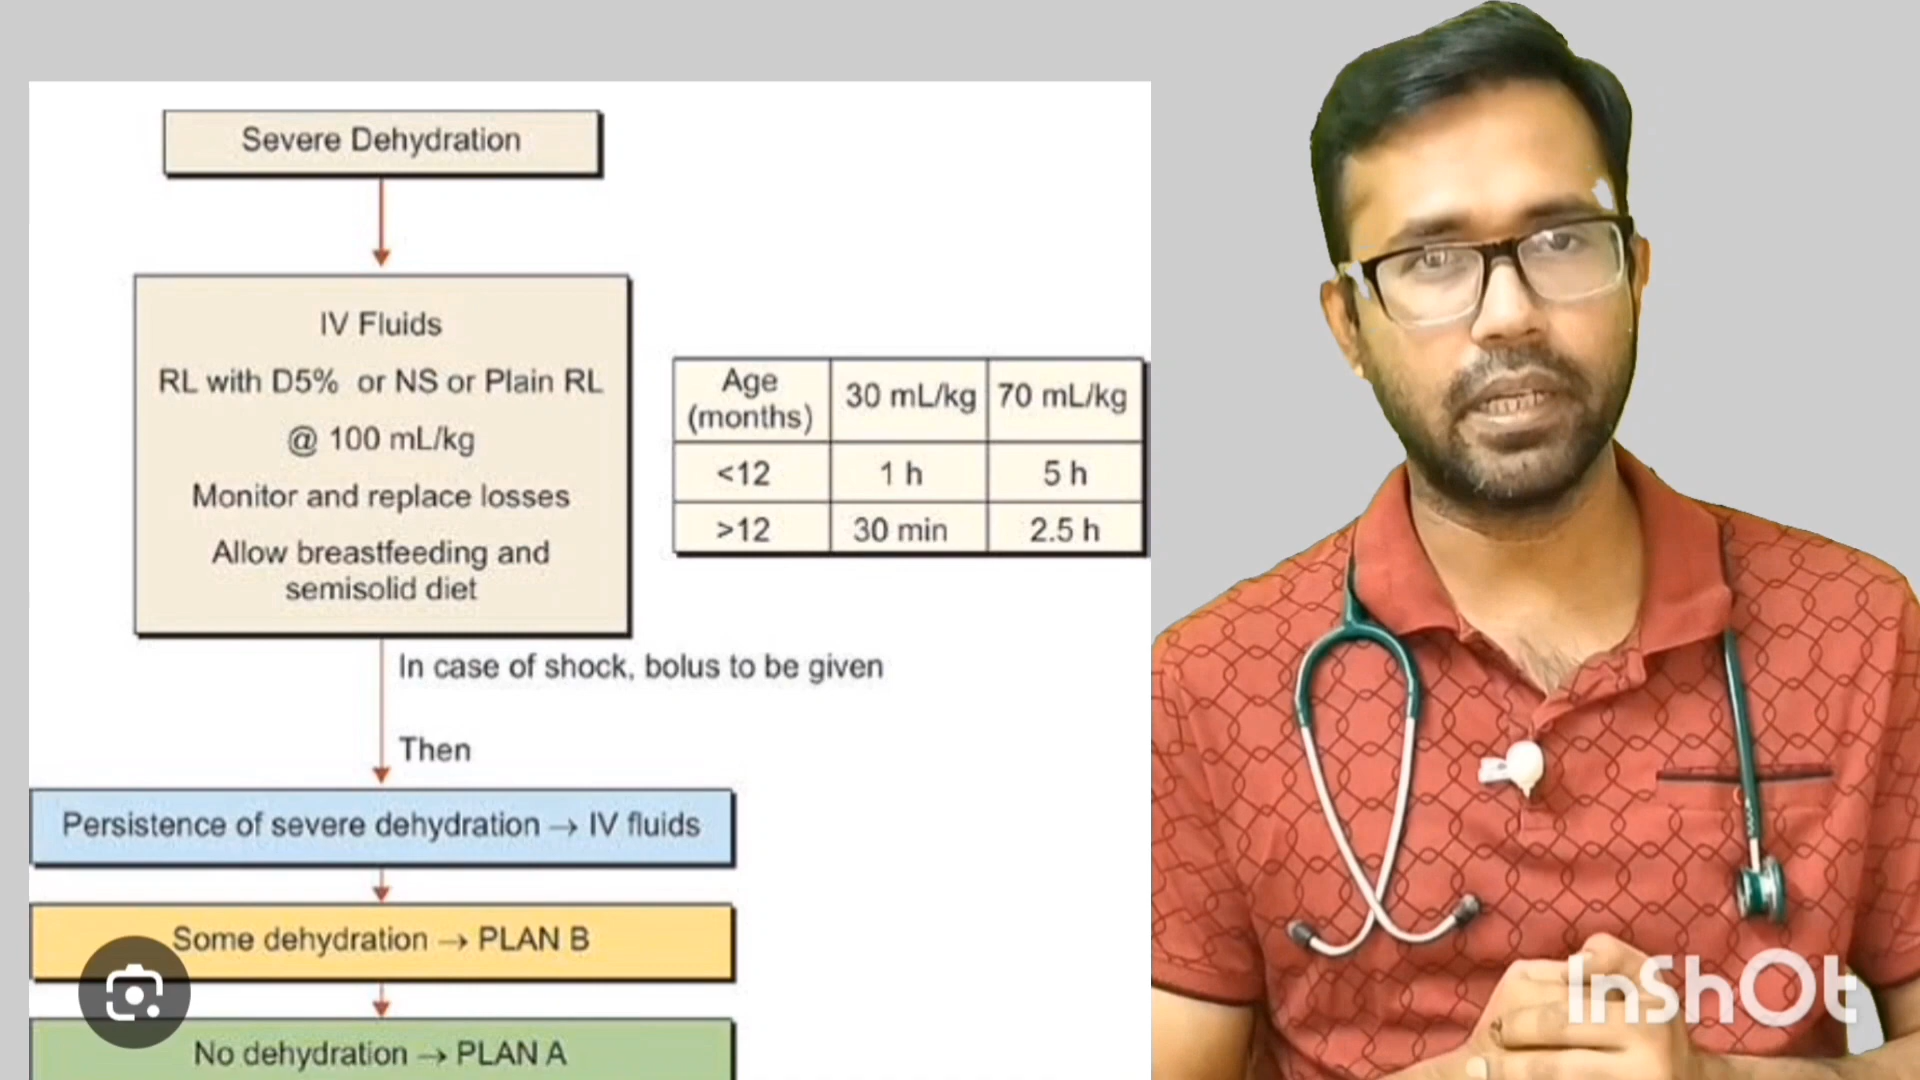 Severe Dehydration
IV Fluids
RL with D5% or NS or Plain RL
@ 100 mL/kg
Monitor and replace losses
Allow breastfeeding and
semisolid diet
Age
(months)
30 mL/kg
70 mL/kg
<12
1 h
5 h
>12
30 min
2.5 h
In case of shock, bolus to be given
Then
Persistence of severe dehydration → IV fluids
Some dehydration → PLAN B
No dehydration → PLAN A
InShOt